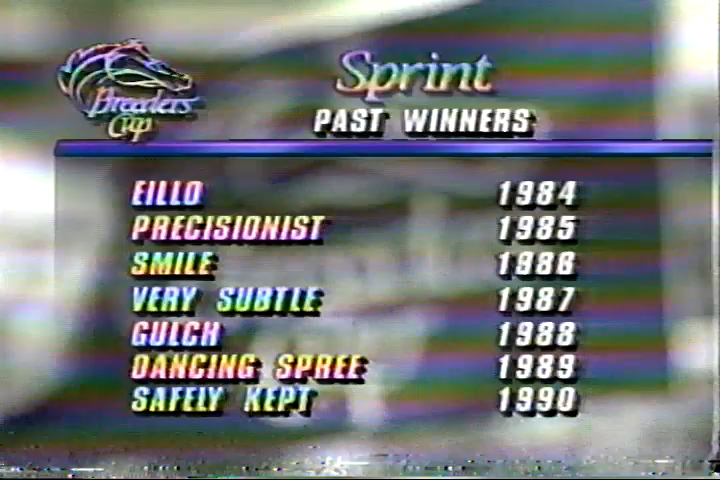 Breeders'
Cup
Sprint
PAST WINNERS
EILLO 1984
PRECISIONIST 1985
SMILE 1986
VERY SUBTLE 1987
GULCH 1988
DANCING SPREE 1989
SAFELY KEPT 1990